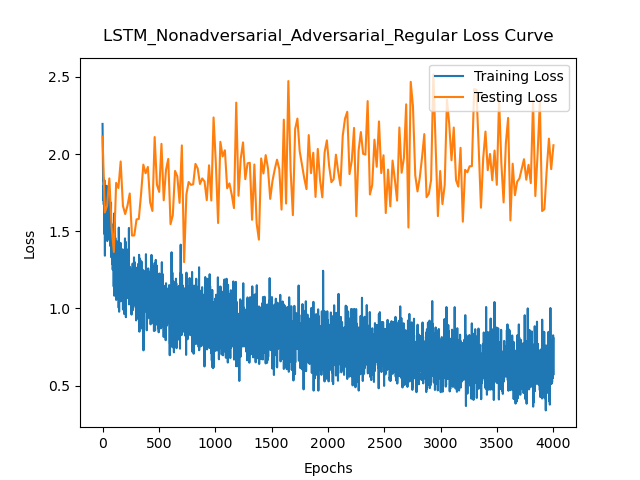 LSTM_Nonadversarial_Adversarial_Regular Loss Curve
Training Loss
Testing Loss
2.5
2.0
1.5
1.0
0.5
Loss
0
500
1000
1500
2000
2500
3000
3500
4000
Epochs